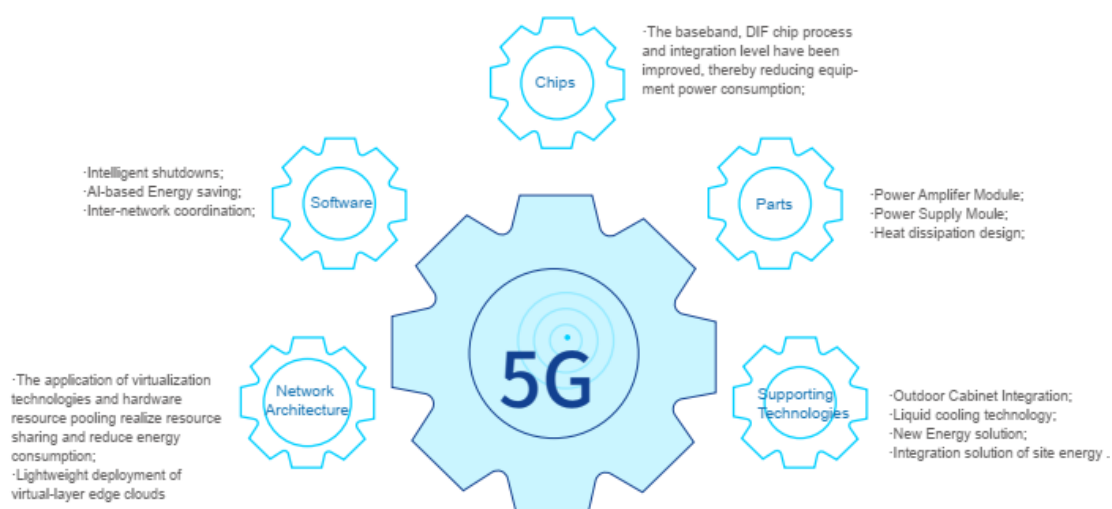 ·The baseband, DIF chip process
and integration level have been
improved, thereby reducing equip-
ment power consumption;
Chips
·Intelligent shutdowns;
·AI-based Energy saving;
·Inter-network coordination;
Software
Parts
·Power Amplifer Module;
·Power Supply Moule;
·Heat dissipation design;
5G
·The application of virtualization
technologies and hardware
resource pooling realize resource
sharing and reduce energy
consumption;
·Lightweight deployment of
virtual-layer edge clouds
Network
Architecture
Supporting
Technologies
·Outdoor Cabinet Integration;
·Liquid cooling technology;
·New Energy solution;
·Integration solution of site energy .